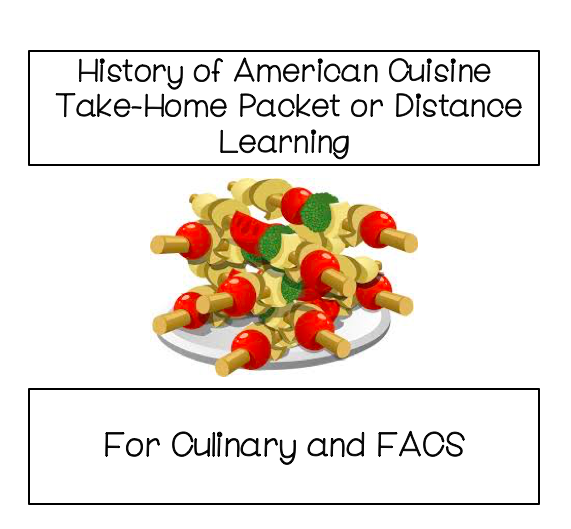 History of American Cuisine
Take-Home Packet or Distance
Learning
For Culinary and FACS